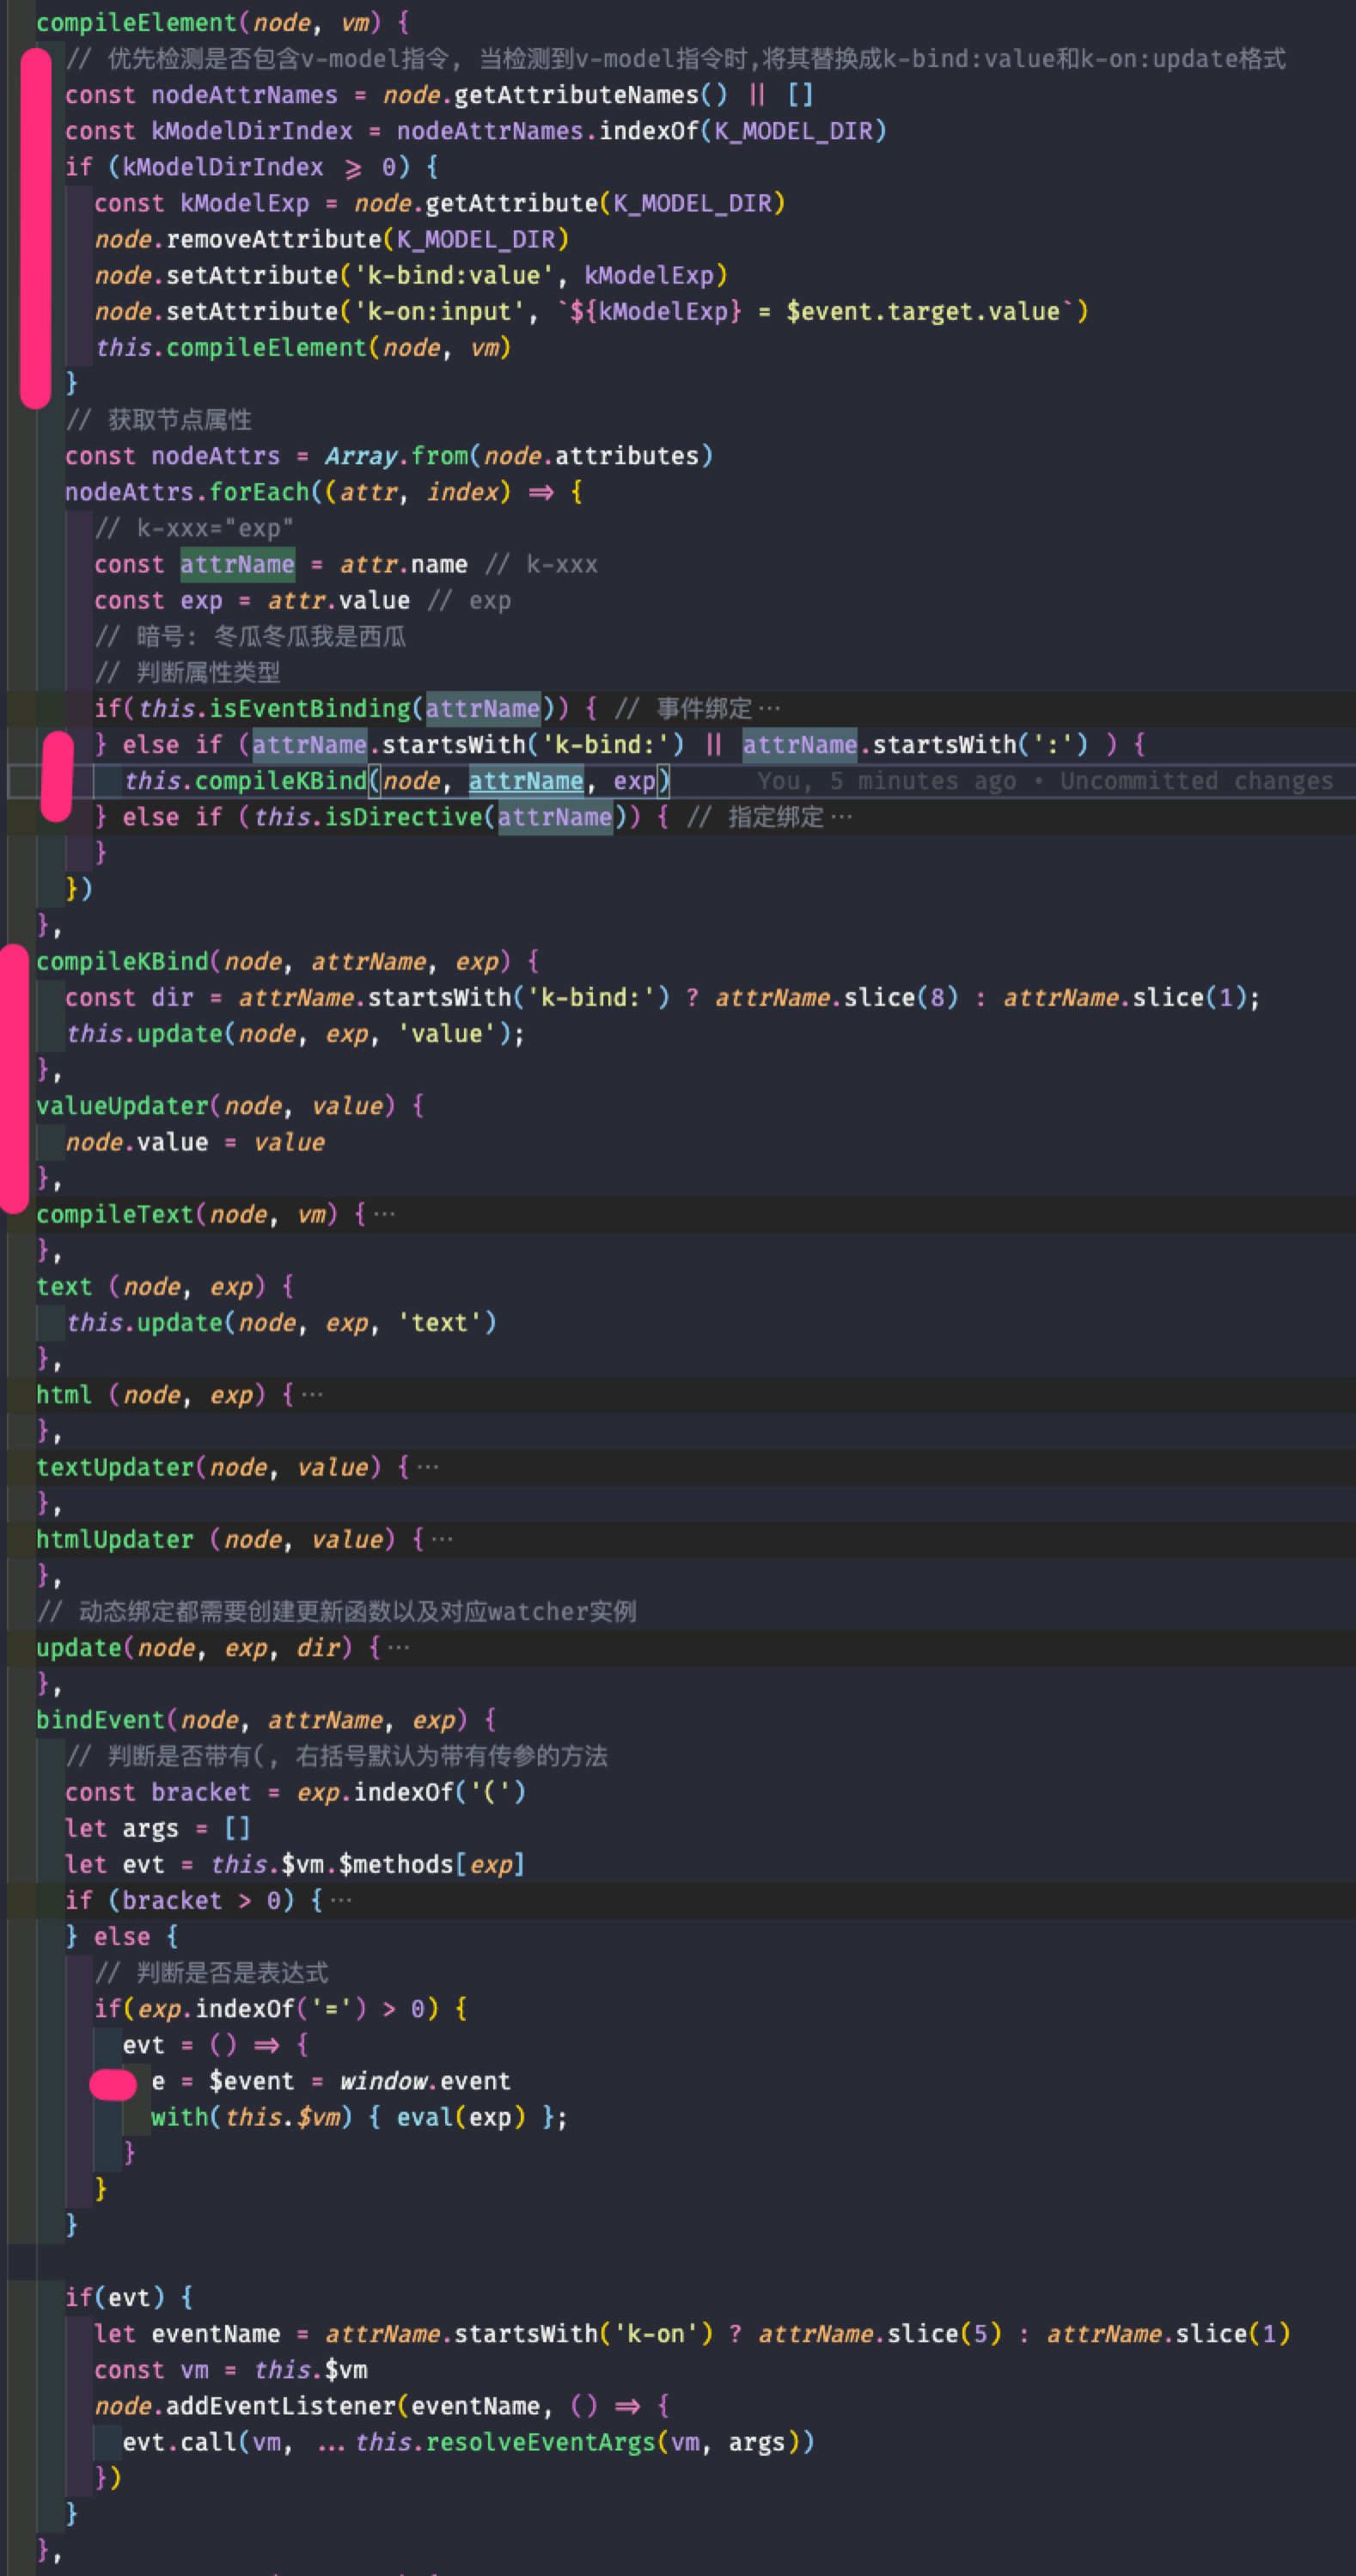 compileElement(node, vm) {
// 优先检测是否包含v-model指令, 当检测到v-model指令时,将其替换成k-bind:value和k-on:update格式
const nodeAttrNames = node.getAttributeNames() || []
const kModelDirIndex = nodeAttrNames.indexOf(K_MODEL_DIR)
if (kModelDirIndex >= 0) {
const kModelExp = node.getAttribute(K_MODEL_DIR)
node.removeAttribute(K_MODEL_DIR)
node.setAttribute('k-bind:value', kModelExp)
node.setAttribute('k-on:input', `${kModelExp} = $event.target.value`)
this.compileElement(node, vm)
}
// 获取节点属性
const nodeAttrs = Array.from(node.attributes)
nodeAttrs.forEach((attr, index) => {
// k-xxx="exp"
const attrName = attr.name // k-xxx
const exp = attr.value // exp
// 暗号: 冬瓜冬瓜我是西瓜
// 判断属性类型
if(this.isEventBinding(attrName)) { // 事件绑定…
} else if (attrName.startsWith('k-bind:') || attrName.startsWith(':') ) {
this.compileKBind(node, attrName, exp) You, 5 minutes ago • Uncommitted changes
} else if (this.isDirective(attrName)) { // 指定绑定…
}
})
},
compileKBind(node, attrName, exp) {
const dir = attrName.startsWith('k-bind:') ? attrName.slice(8) : attrName.slice(1);
this.update(node, exp, 'value');
},
valueUpdater(node, value) {
node.value = value
},
compileText(node, vm) {…
},
text (node, exp) {
this.update(node, exp, 'text')
},
html (node, exp) {…
},
textUpdater(node, value) {…
},
htmlUpdater (node, value) {…
},
// 动态绑定都需要创建更新函数以及对应watcher实例
update(node, exp, dir) {…
},
bindEvent(node, attrName, exp) {
// 判断是否带有(, 右括号默认为带有传参的方法
const bracket = exp.indexOf('(')
let args = []
let evt = this.$vm.$methods[exp]
if (bracket > 0) {…
} else {
// 判断是否是表达式
if(exp.indexOf('=') > 0) {
evt = () => {
e = $event = window.event
with(this.$vm) { eval(exp) };
}
}
}
if(evt) {
let eventName = attrName.startsWith('k-on') ? attrName.slice(5) : attrName.slice(1)
const vm = this.$vm
node.addEventListener(eventName, () => {
evt.call(vm, ...this.resolveEventArgs(vm, args))
})
}
},